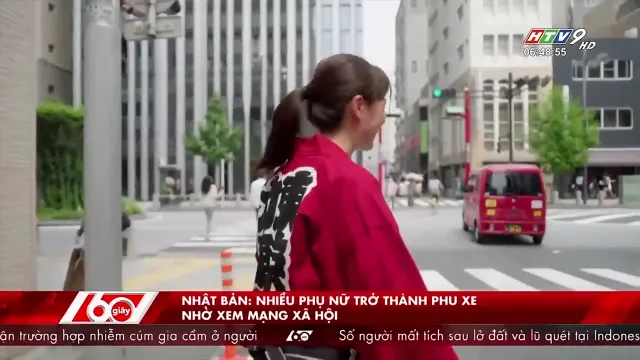 HTV9 HD
06:48:55
60 giây
NHẬT BẢN: NHIỀU PHỤ NỮ TRỞ THÀNH PHU XE
NHỜ XEM MẠNG XÃ HỘI
ận trường hợp nhiễm cúm gia cầm ở người 60giây Số người mất tích sau lở đất và lũ quét tại Indones